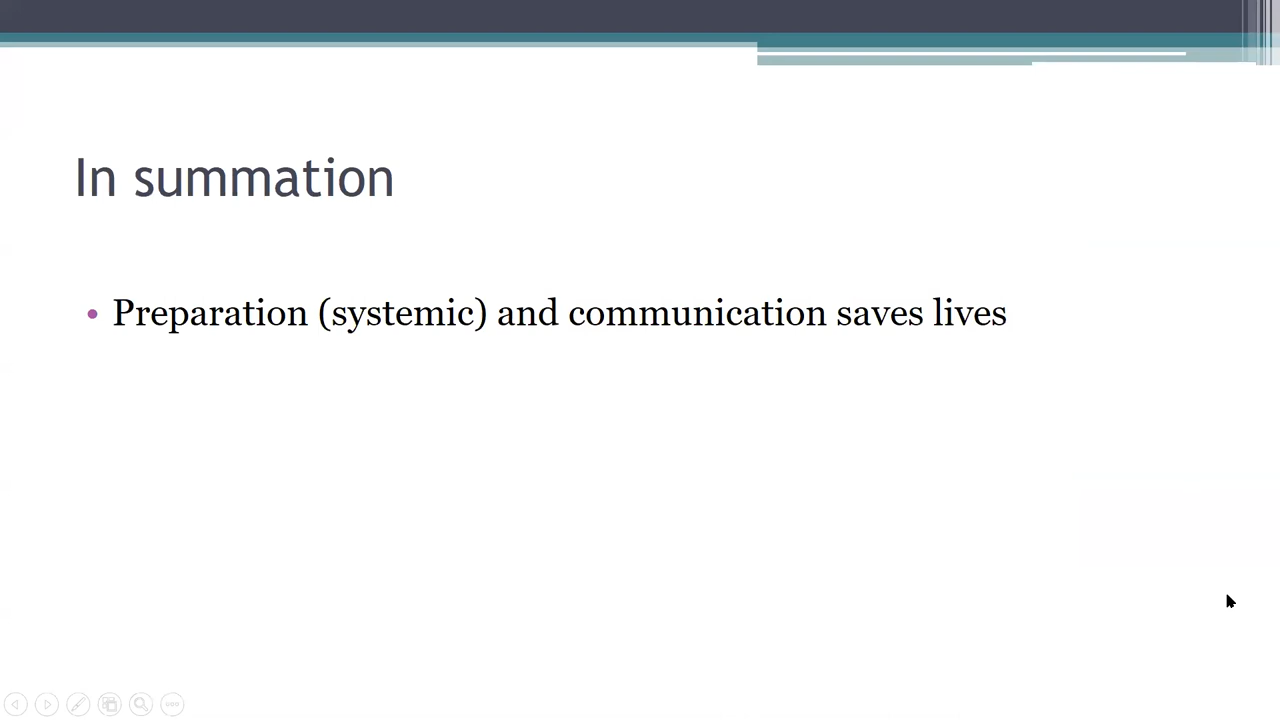 In summation
• Preparation (systemic) and communication saves lives